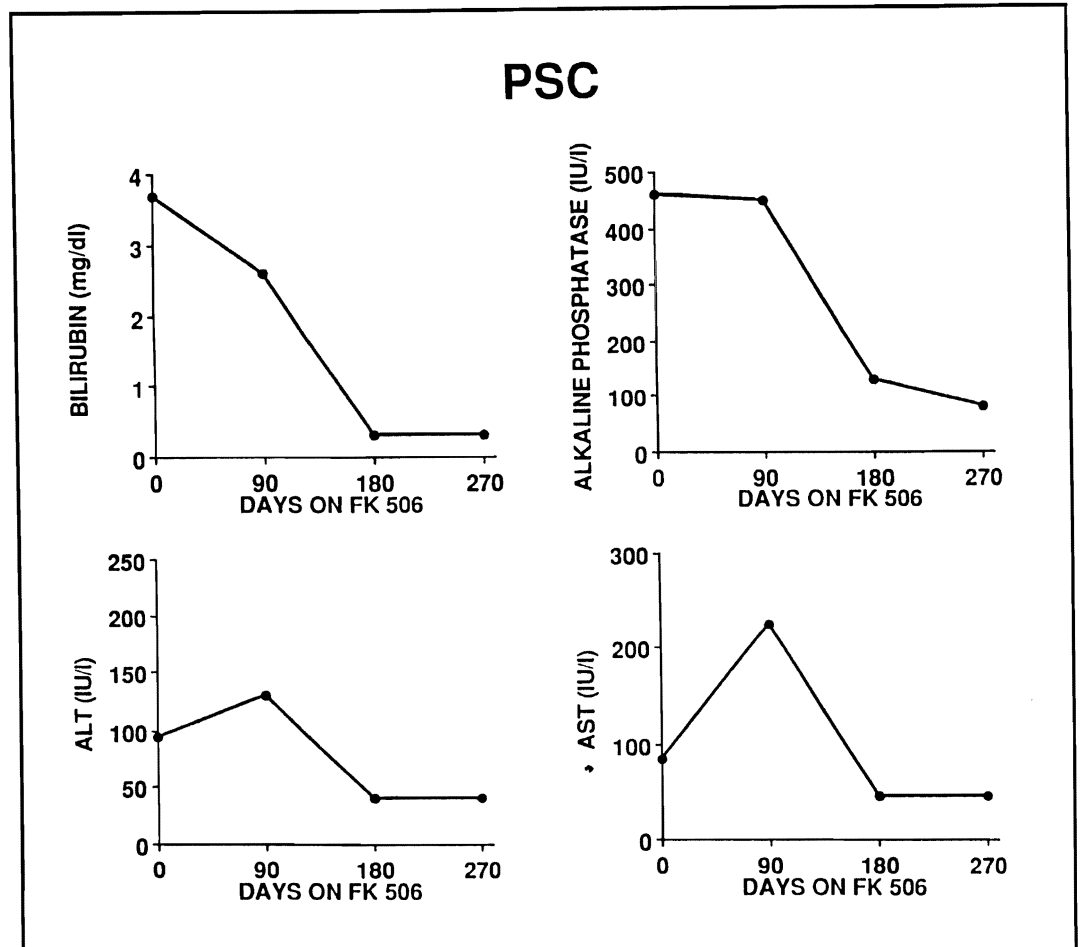 PSC
BILIRUBIN (mg/dl)
4
3
2
1
0
0 90 180 270
DAYS ON FK 506
ALKALINE PHOSPHATASE (IU/l)
500
400
300
200
100
0
0 90 180 270
DAYS ON FK 506
ALT (IU/l)
250
200
150
100
50
0
0 90 180 270
DAYS ON FK 506
AST (IU/l)
300
200
100
0
0 90 180 270
DAYS ON FK 506